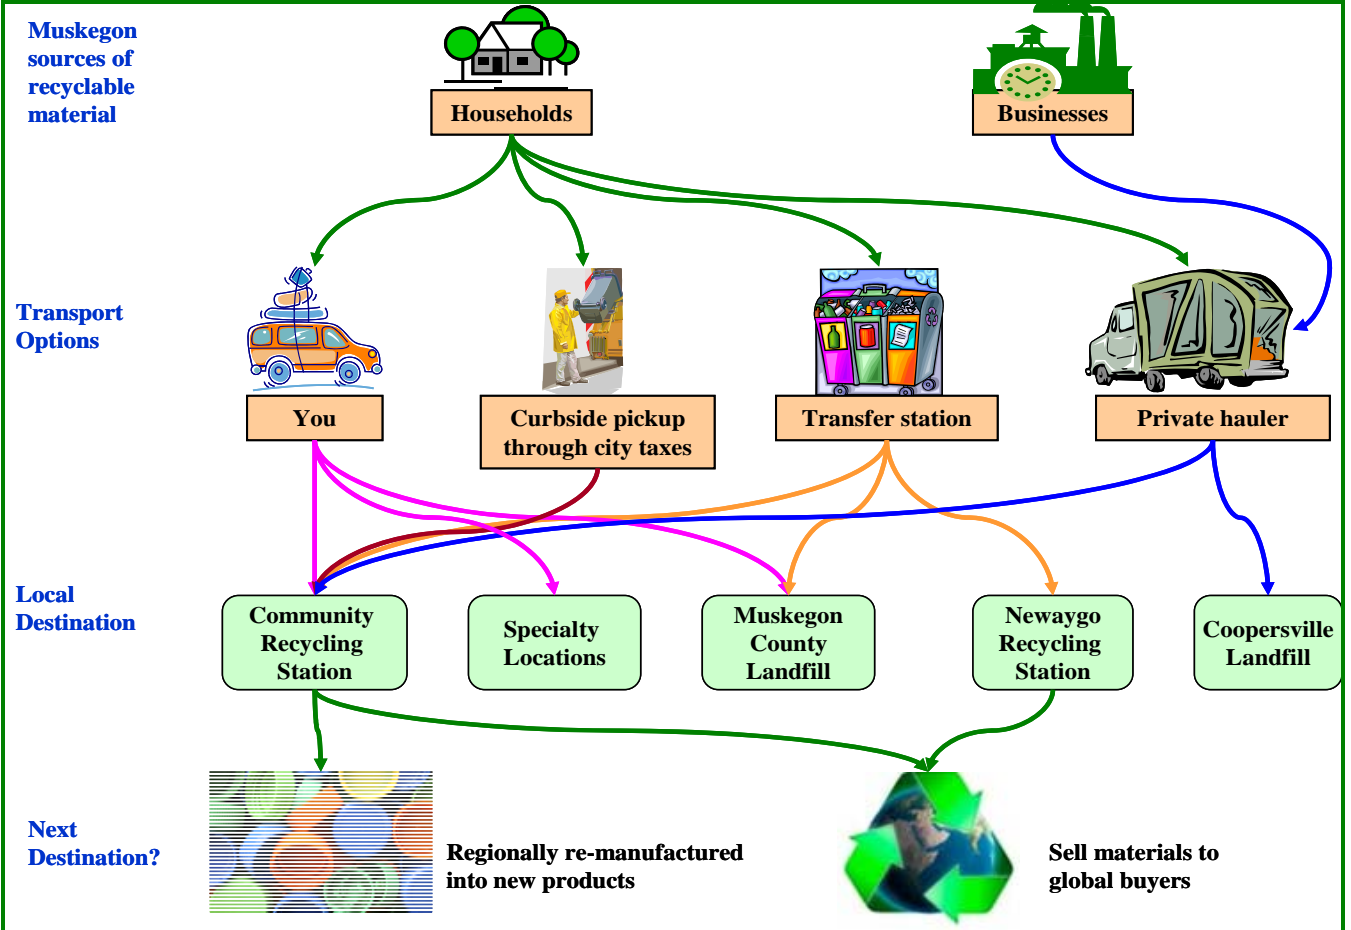 Muskegon
sources of
recyclable
material
Households
Businesses
Transport
Options
You
Curbside pickup
through city taxes
Transfer station
Private hauler
Local
Destination
Community
Recycling
Station
Specialty
Locations
Muskegon
County
Landfill
Newaygo
Recycling
Station
Coopersville
Landfill
Next
Destination?
Regionally re-manufactured
into new products
Sell materials to
global buyers